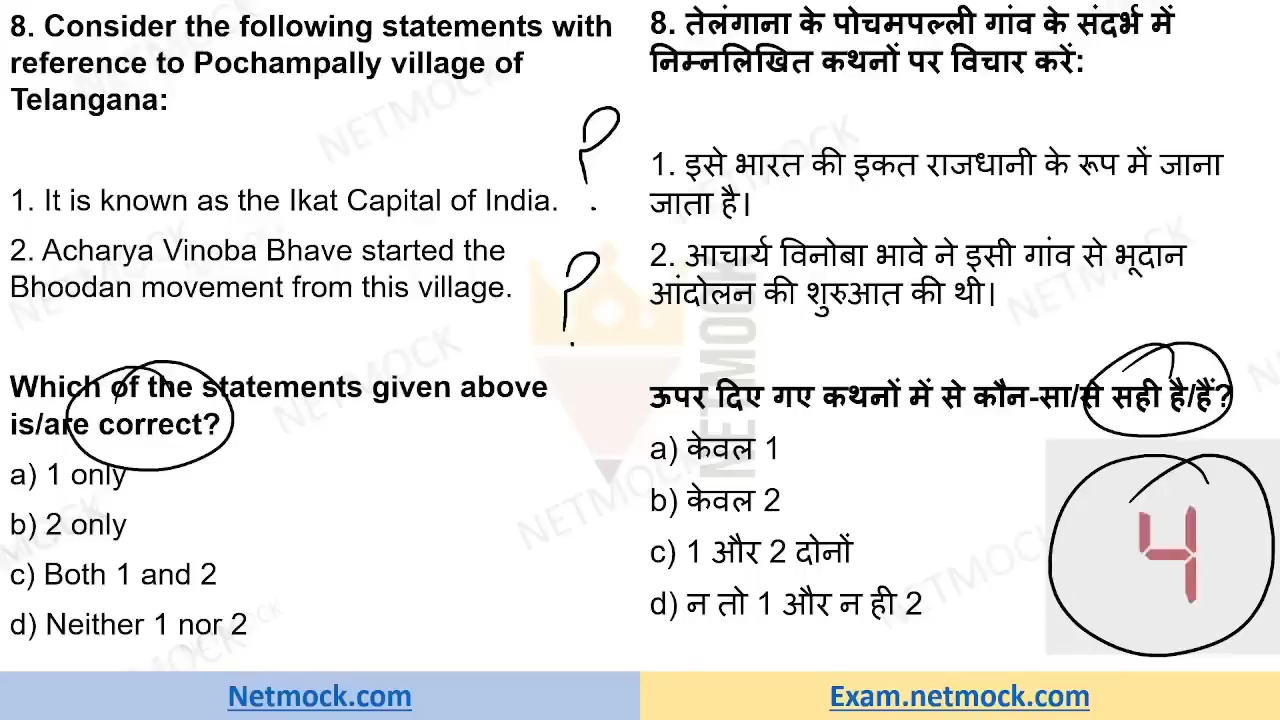 8. Consider the following statements with
reference to Pochampally village of
Telangana:
1. It is known as the Ikat Capital of India.
2. Acharya Vinoba Bhave started the
Bhoodan movement from this village.
Which of the statements given above
is/are correct?
a) 1 only
b) 2 only
c) Both 1 and 2
d) Neither 1 nor 2
8. तेलंगाना के पोचमपल्ली गांव के संदर्भ में
निम्नलिखित कथनों पर विचार करें:
1. इसे भारत की इकत राजधानी के रूप में जाना
जाता है।
2. आचार्य विनोबा भावे ने इसी गांव से भूदान
आंदोलन की शुरुआत की थी।
ऊपर दिए गए कथनों में से कौन-सा/से सही है/हैं?
a) केवल 1
b) केवल 2
c) 1 और 2 दोनों
d) न तो 1 और न ही 2
4
NETMOCK
Netmock.com
Exam.netmock.com